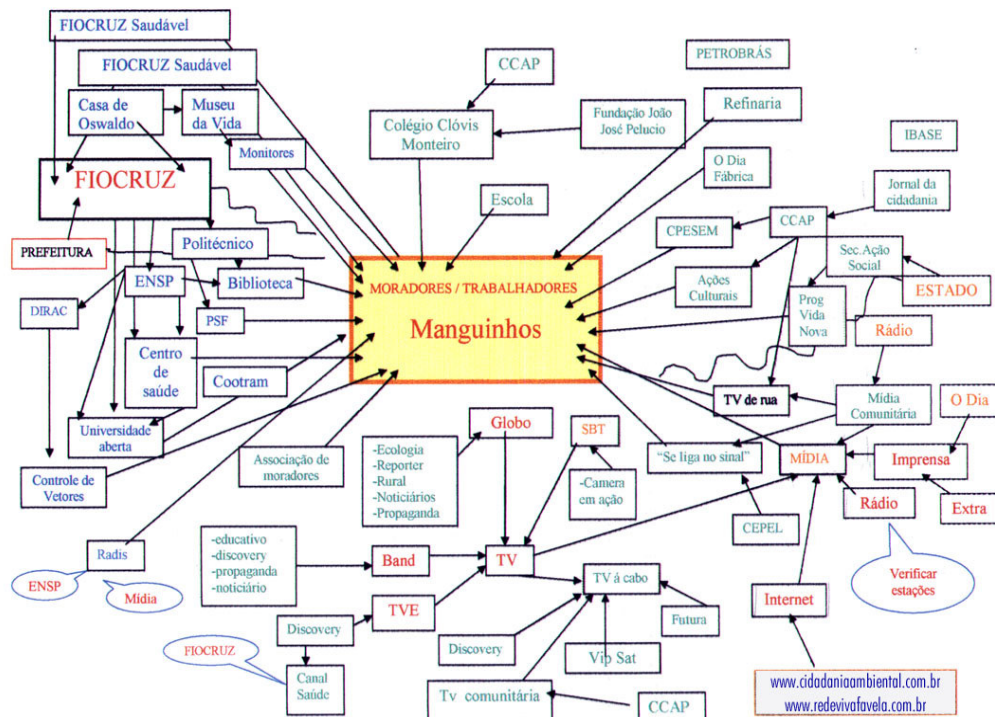 FIOCRUZ Saudável
FIOCRUZ Saudável
Casa de
Oswaldo
Museu
da Vida
Monitores
FIOCRUZ
PREFEITURA
Politécnico
ENSP
Biblioteca
DIRAC
PSF
Centro
de
saúde
Cootram
Universidade
aberta
Controle de
Vetores
Associação de
moradores
Radis
ENSP
Mídia
CCAP
Colégio Clóvis
Monteiro
Fundação João
José Pelucio
Escola
PETROBRÁS
Refinaria
IBASE
O Dia
Fábrica
Jornal da
cidadania
CCAP
CPESEM
Sec.Ação
Social
Ações
Culturais
Prog
Vida
Nova
ESTADO
Rádio
MORADORES / TRABALHADORES
Manguinhos
TV de rua
Mídia
Comunitária
O Dia
Globo
SBT
"Se liga no sinal"
MÍDIA
Imprensa
-Ecologia
-Reporter
-Rural
-Noticiários
-Propaganda
-Camera
em ação
CEPEL
Rádio
Extra
-educativo
-discovery
-propaganda
-noticiário
Band
TV
TV á cabo
Verificar
estações
TVE
Internet
Discovery
Futura
FIOCRUZ
Canal
Saúde
Discovery
Vip Sat
Tv comunitária
CCAP
www.cidadaniaambiental.com.br
www.redevivafavela.com.br